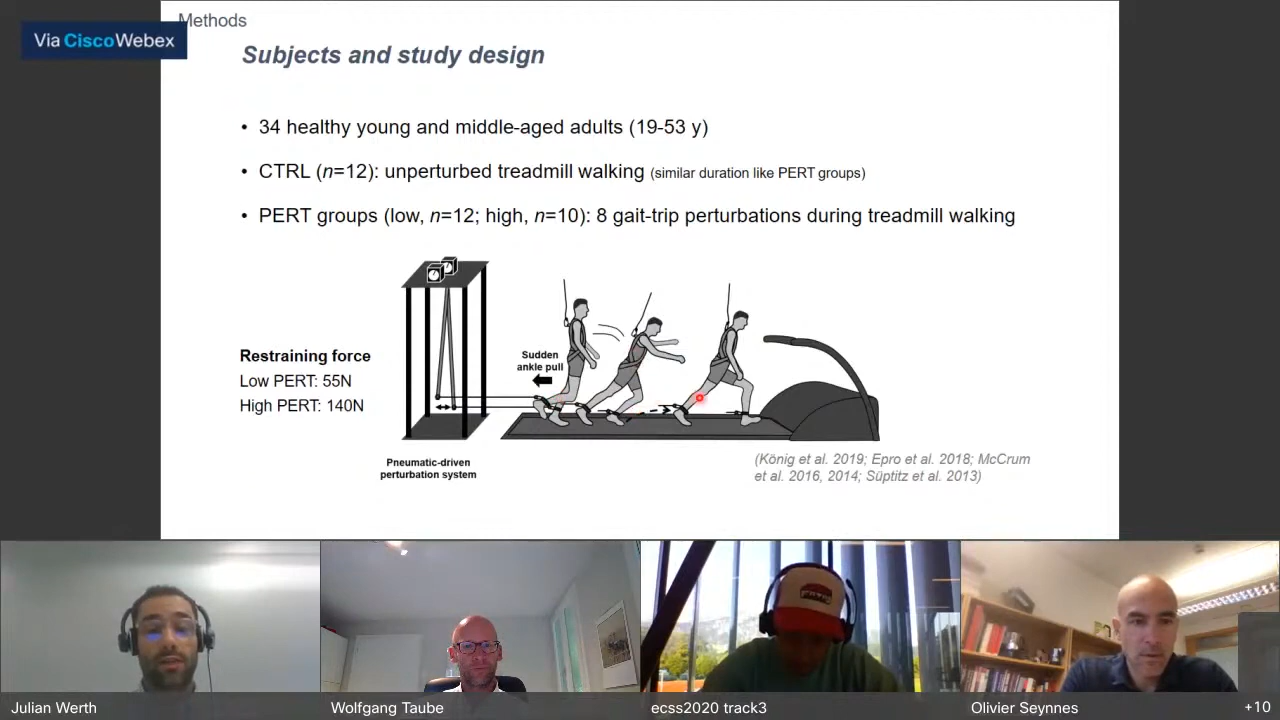 Methods
Via Cisco Webex
Subjects and study design
• 34 healthy young and middle-aged adults (19-53 y)
• CTRL (n=12): unperturbed treadmill walking (similar duration like PERT groups)
• PERT groups (low, n=12; high, n=10): 8 gait-trip perturbations during treadmill walking
Restraining force
Low PERT: 55N
High PERT: 140N
Sudden
ankle pull
Pneumatic-driven
perturbation system
(König et al. 2019; Epro et al. 2018; McCrum
et al. 2016, 2014; Süptitz et al. 2013)
Julian Werth
Wolfgang Taube
ecss2020 track3
Olivier Seynnes
+10